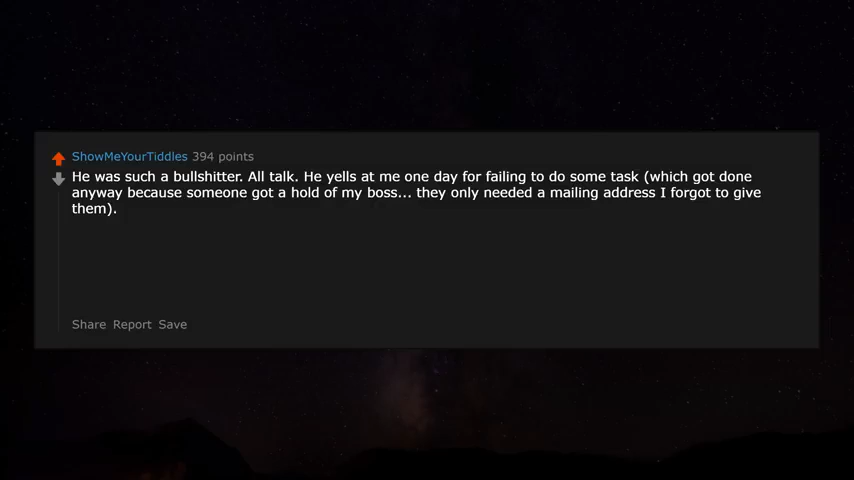 ShowMeYourTiddles 394 points
He was such a bullshitter. All talk. He yells at me one day for failing to do some task (which got done
anyway because someone got a hold of my boss... they only needed a mailing address I forgot to give
them).
Share Report Save